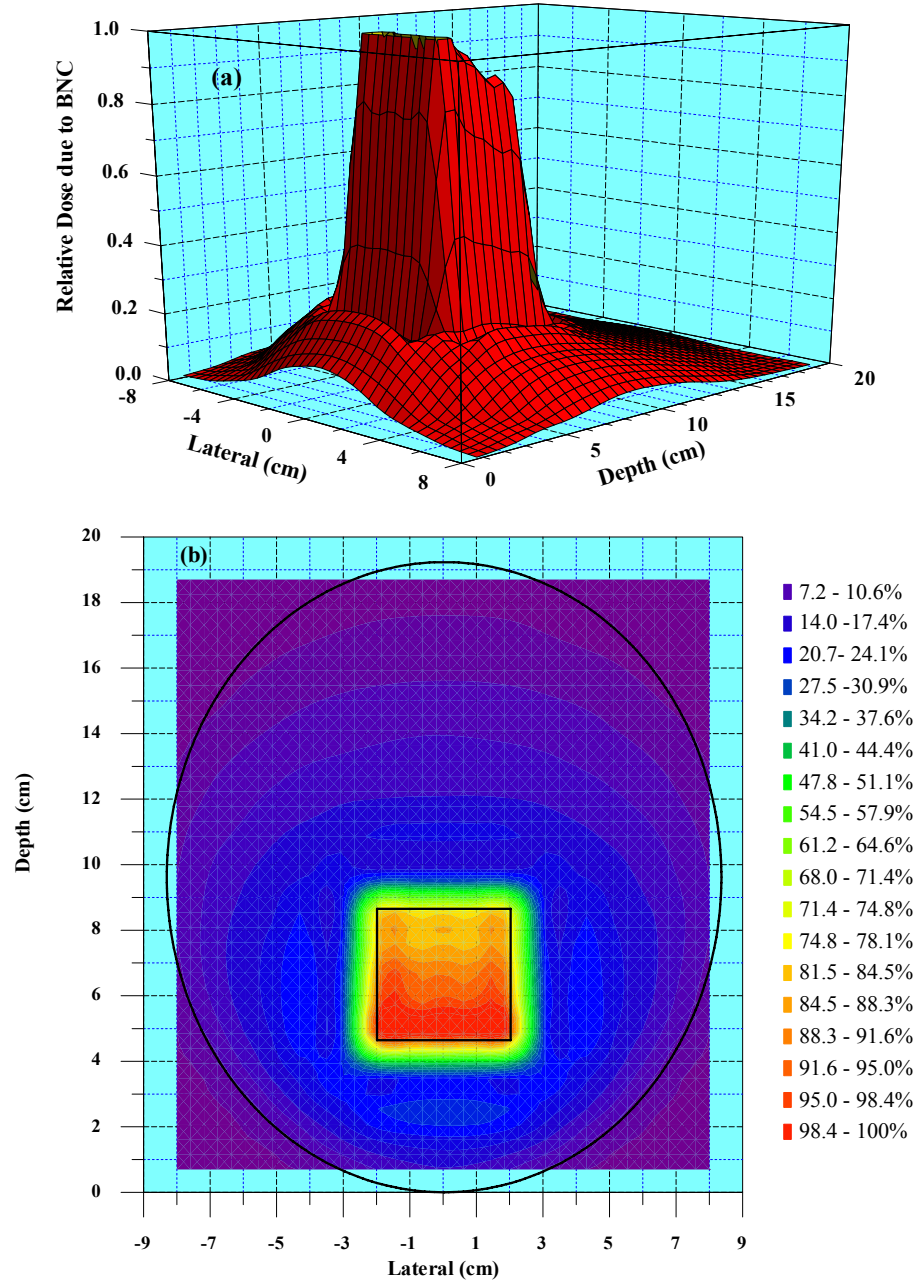 1.0
(a)
0.8
0.6
0.4
0.2
0.0
Relative Dose due to BNC
-8
-4
0
4
8
Lateral (cm)
0
5
10
15
20
Depth (cm)
(b)
20
18
16
14
12
10
8
6
4
2
0
Depth (cm)
-9
-7
-5
-3
-1
1
3
5
7
9
Lateral (cm)
7.2 - 10.6%
14.0 -17.4%
20.7- 24.1%
27.5 -30.9%
34.2 - 37.6%
41.0 - 44.4%
47.8 - 51.1%
54.5 - 57.9%
61.2 - 64.6%
68.0 - 71.4%
71.4 - 74.8%
74.8 - 78.1%
81.5 - 84.5%
84.5 - 88.3%
88.3 - 91.6%
91.6 - 95.0%
95.0 - 98.4%
98.4 - 100%